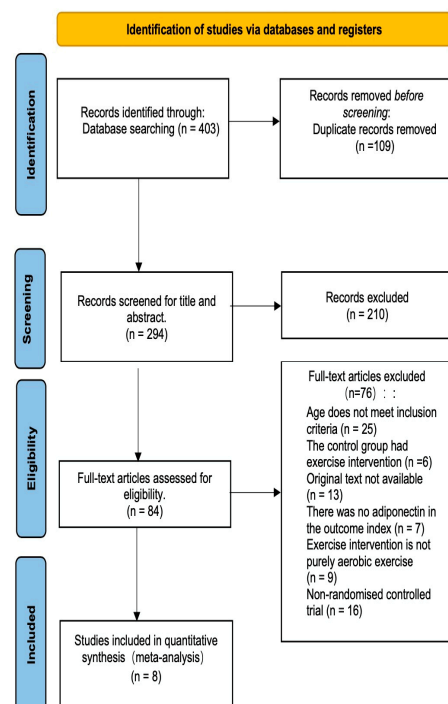 Identification of studies via databases and registers
Identification
Records identified through:
Database searching (n = 403)
Records removed before
screening:
Duplicate records removed
(n =109)
Screening
Records screened for title and
abstract.
(n = 294)
Records excluded
(n = 210)
Eligibility
Full-text articles assessed for
eligibility.
(n = 84)
Full-text articles excluded
(n=76) : :
Age does not meet inclusion
criteria (n = 25)
The control group had
exercise intervention (n =6)
Original text not available
(n = 13)
There was no adiponectin in
the outcome index (n = 7)
Exercise intervention is not
purely aerobic exercise
(n = 9)
Non-randomised controlled
trial (n = 16)
Included
Studies included in quantitative
synthesis (meta-analysis)
(n = 8)